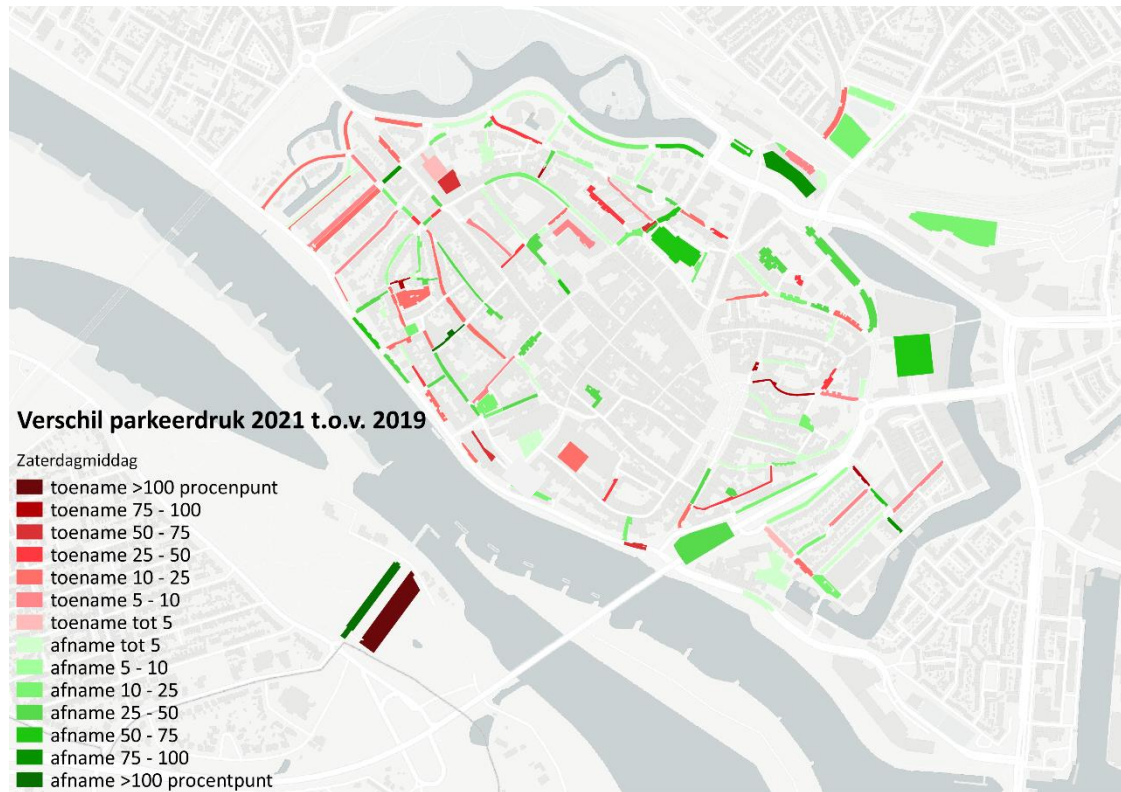 Verschil parkeerdruk 2021 t.o.v. 2019
Zaterdagmiddag
toename >100 procenpunt
toename 75 - 100
toename 50 - 75
toename 25 - 50
toename 10 - 25
toename 5 - 10
toename tot 5
afname tot 5
afname 5 - 10
afname 10 - 25
afname 25 - 50
afname 50 - 75
afname 75 - 100
afname >100 procentpunt